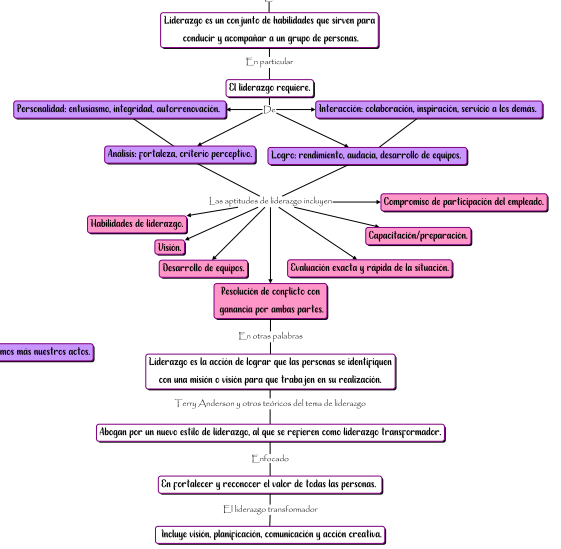 Liderazgo es un conjunto de habilidades que sirven para
conducir y acompañar a un grupo de personas.
En particular
El liderazgo requiere.
Personalidad: entusiasmo, integridad, autorrenovación.
De
Interacción: colaboración, inspiración, servicio a los demás.
Análisis: fortaleza, criterio perceptivo.
Logro: rendimiento, audacia, desarrollo de equipos.
Las aptitudes de liderazgo incluyen
Compromiso de participación del empleado.
Habilidades de liderazgo.
Capacitación/preparación.
Visión.
Desarrollo de equipos.
Evaluación exacta y rápida de la situación.
Resolución de conflicto con
ganancia por ambas partes.
En otras palabras
mos más nuestros actos.
Liderazgo es la acción de lograr que las personas se identifiquen
con una misión o visión para que trabajen en su realización.
Terry Anderson y otros teóricos del tema de liderazgo
Abogan por un nuevo estilo de liderazgo, al que se refieren como liderazgo transformador.
Enfocado
En fortalecer y reconocer el valor de todas las personas.
El liderazgo transformador
Incluye visión, planificación, comunicación y acción creativa.